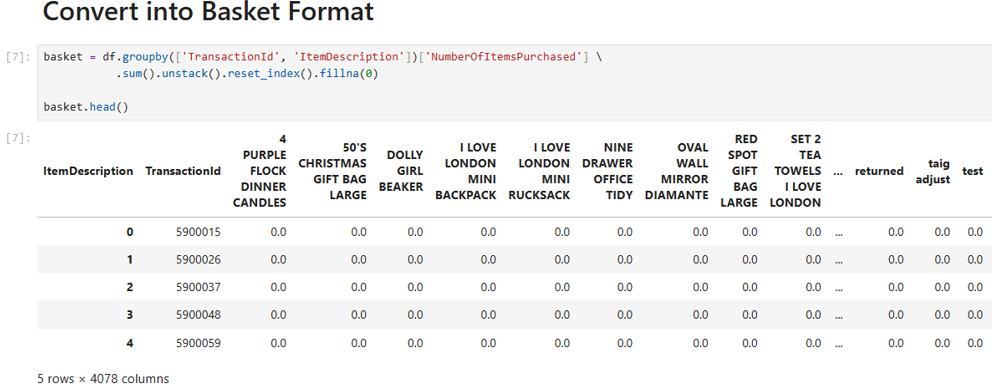 Convert into Basket Format
[7]: basket = df.groupby(['TransactionId', 'ItemDescription'])['NumberOfItemsPurchased'] \
.sum().unstack().reset_index().fillna(0)
basket.head()
[7]:
ItemDescription TransactionId 4 PURPLE FLOCK DINNER CANDLES 50'S CHRISTMAS GIFT BAG LARGE DOLLY GIRL BEAKER I LOVE LONDON MINI BACKPACK I LOVE LONDON MINI RUCKSACK NINE DRAWER OFFICE TIDY OVAL WALL MIRROR DIAMANTE RED SPOT GIFT BAG LARGE SET 2 TEA TOWELS I LOVE LONDON ... returned taig adjust test
0 5900015 0.0 0.0 0.0 0.0 0.0 0.0 0.0 0.0 0.0 ... 0.0 0.0 0.0
1 5900026 0.0 0.0 0.0 0.0 0.0 0.0 0.0 0.0 0.0 ... 0.0 0.0 0.0
2 5900037 0.0 0.0 0.0 0.0 0.0 0.0 0.0 0.0 0.0 ... 0.0 0.0 0.0
3 5900048 0.0 0.0 0.0 0.0 0.0 0.0 0.0 0.0 0.0 ... 0.0 0.0 0.0
4 5900059 0.0 0.0 0.0 0.0 0.0 0.0 0.0 0.0 0.0 ... 0.0 0.0 0.0
5 rows × 4078 columns